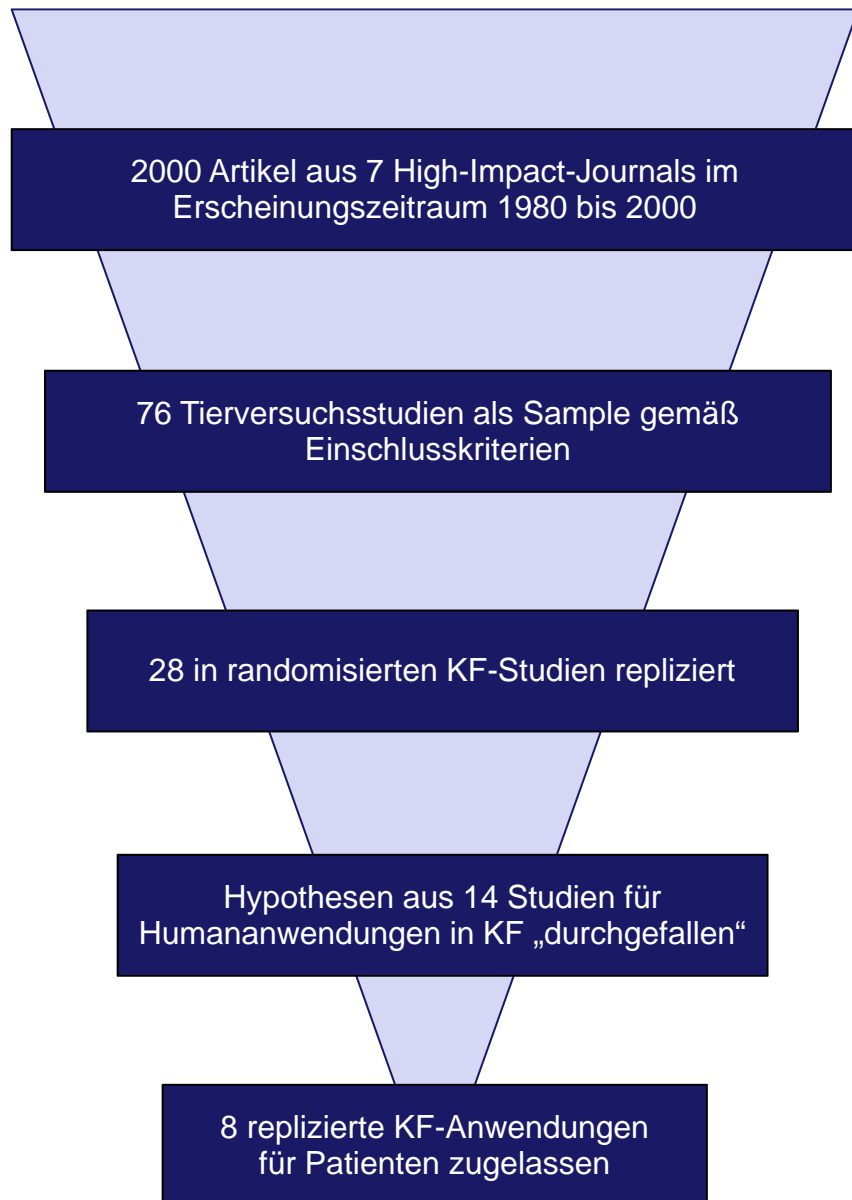 2000 Artikel aus 7 High-Impact-Journals im
Erscheinungszeitraum 1980 bis 2000
76 Tierversuchsstudien als Sample gemäß
Einschlusskriterien
28 in randomisierten KF-Studien repliziert
Hypothesen aus 14 Studien für
Humananwendungen in KF „durchgefallen“
8 replizierte KF-Anwendungen
für Patienten zugelassen